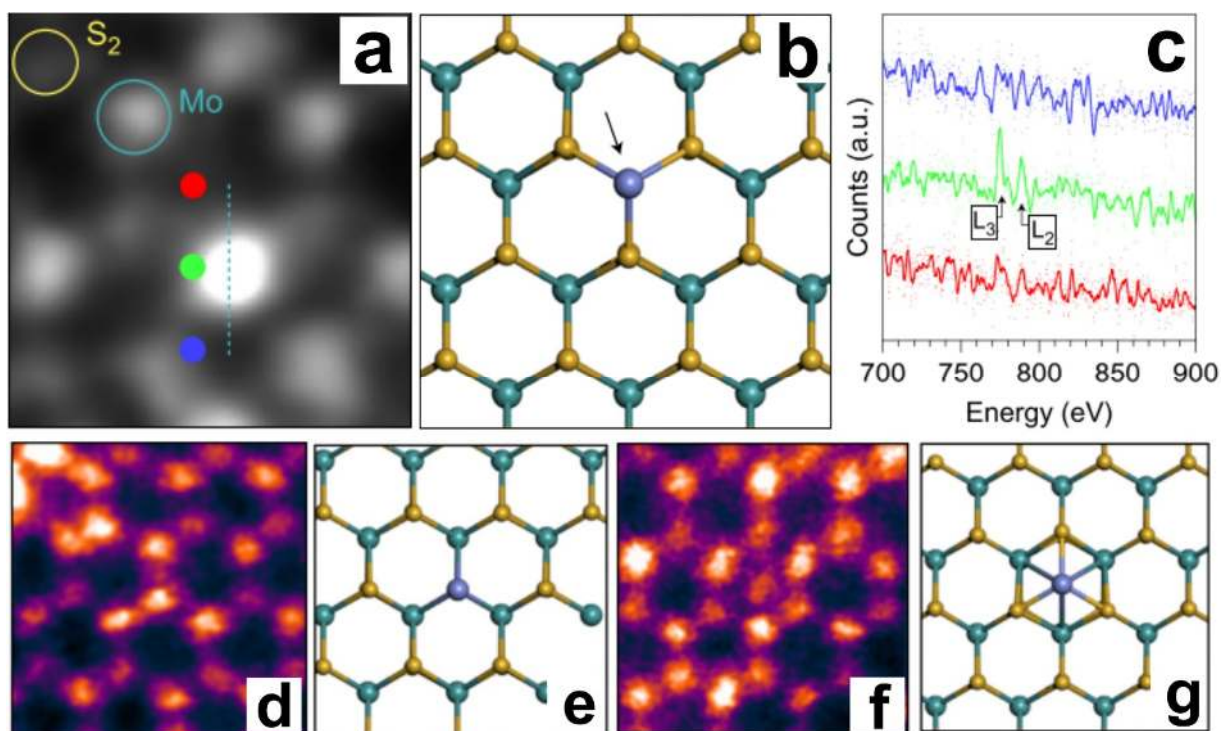 S2
Mo
a
b
c
Counts (a.u.)
L3
L2
700 750 800 850 900
Energy (eV)
d
e
f
g